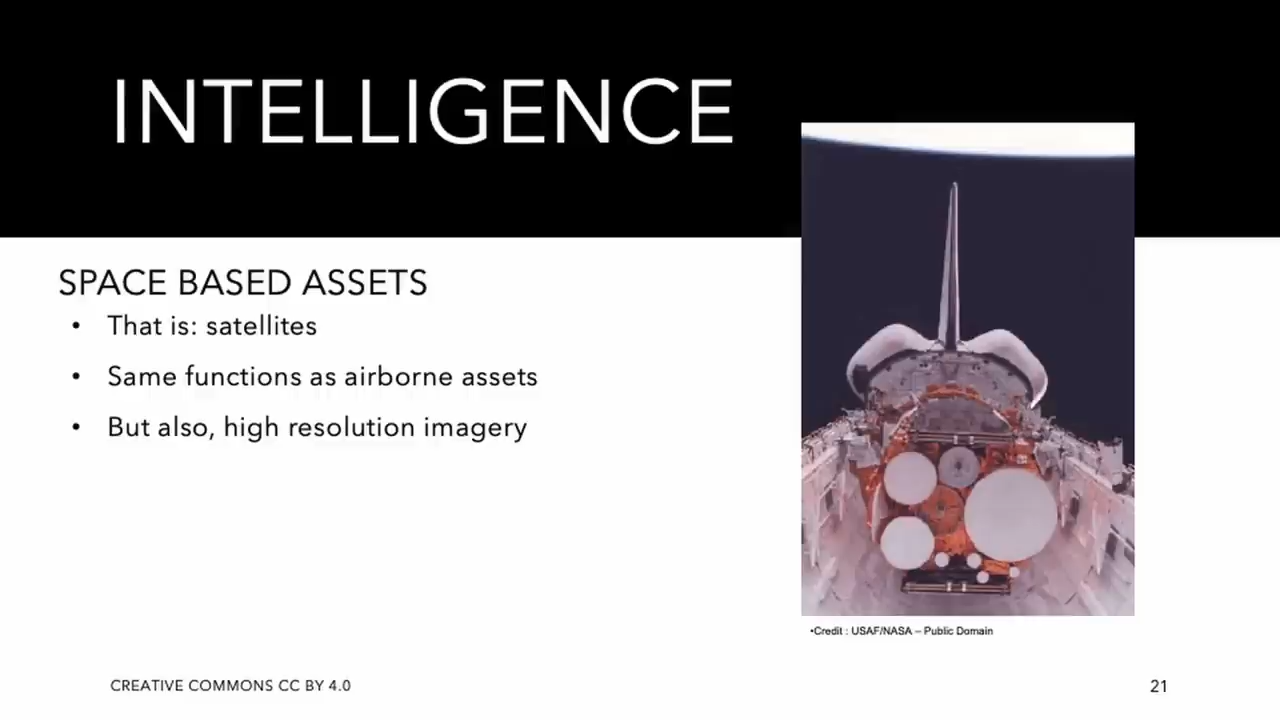 INTELLIGENCE
SPACE BASED ASSETS
• That is: satellites
• Same functions as airborne assets
• But also, high resolution imagery
•Credit : USAF/NASA – Public Domain
CREATIVE COMMONS CC BY 4.0
21